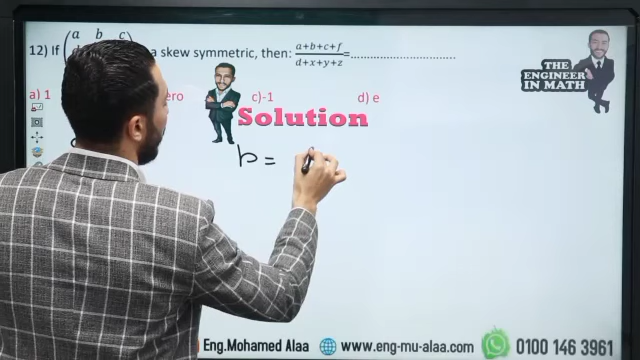 12) If ( a b c
a skew symmetric, then: a+b+c+f / d+x+y+z =..............................
a) 1 c)-1 d) e
Solution
b =
THE ENGINEER IN MATH
Eng.Mohamed Alaa www.eng-mu-alaa.com 0100 146 3961